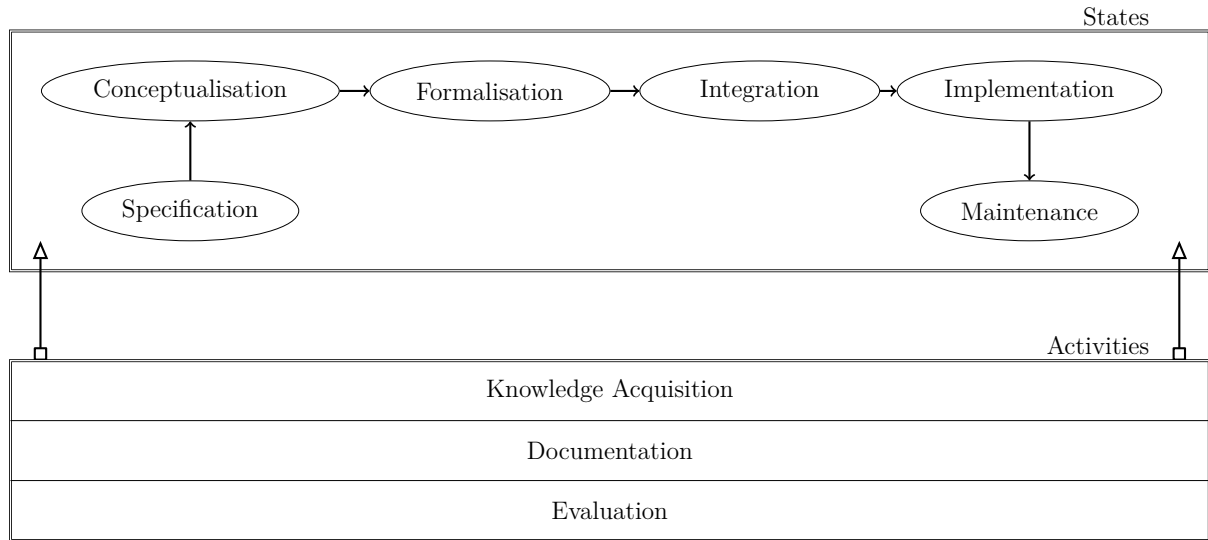 States
Conceptualisation
Formalisation
Integration
Implementation
Specification
Maintenance
Activities
Knowledge Acquisition
Documentation
Evaluation